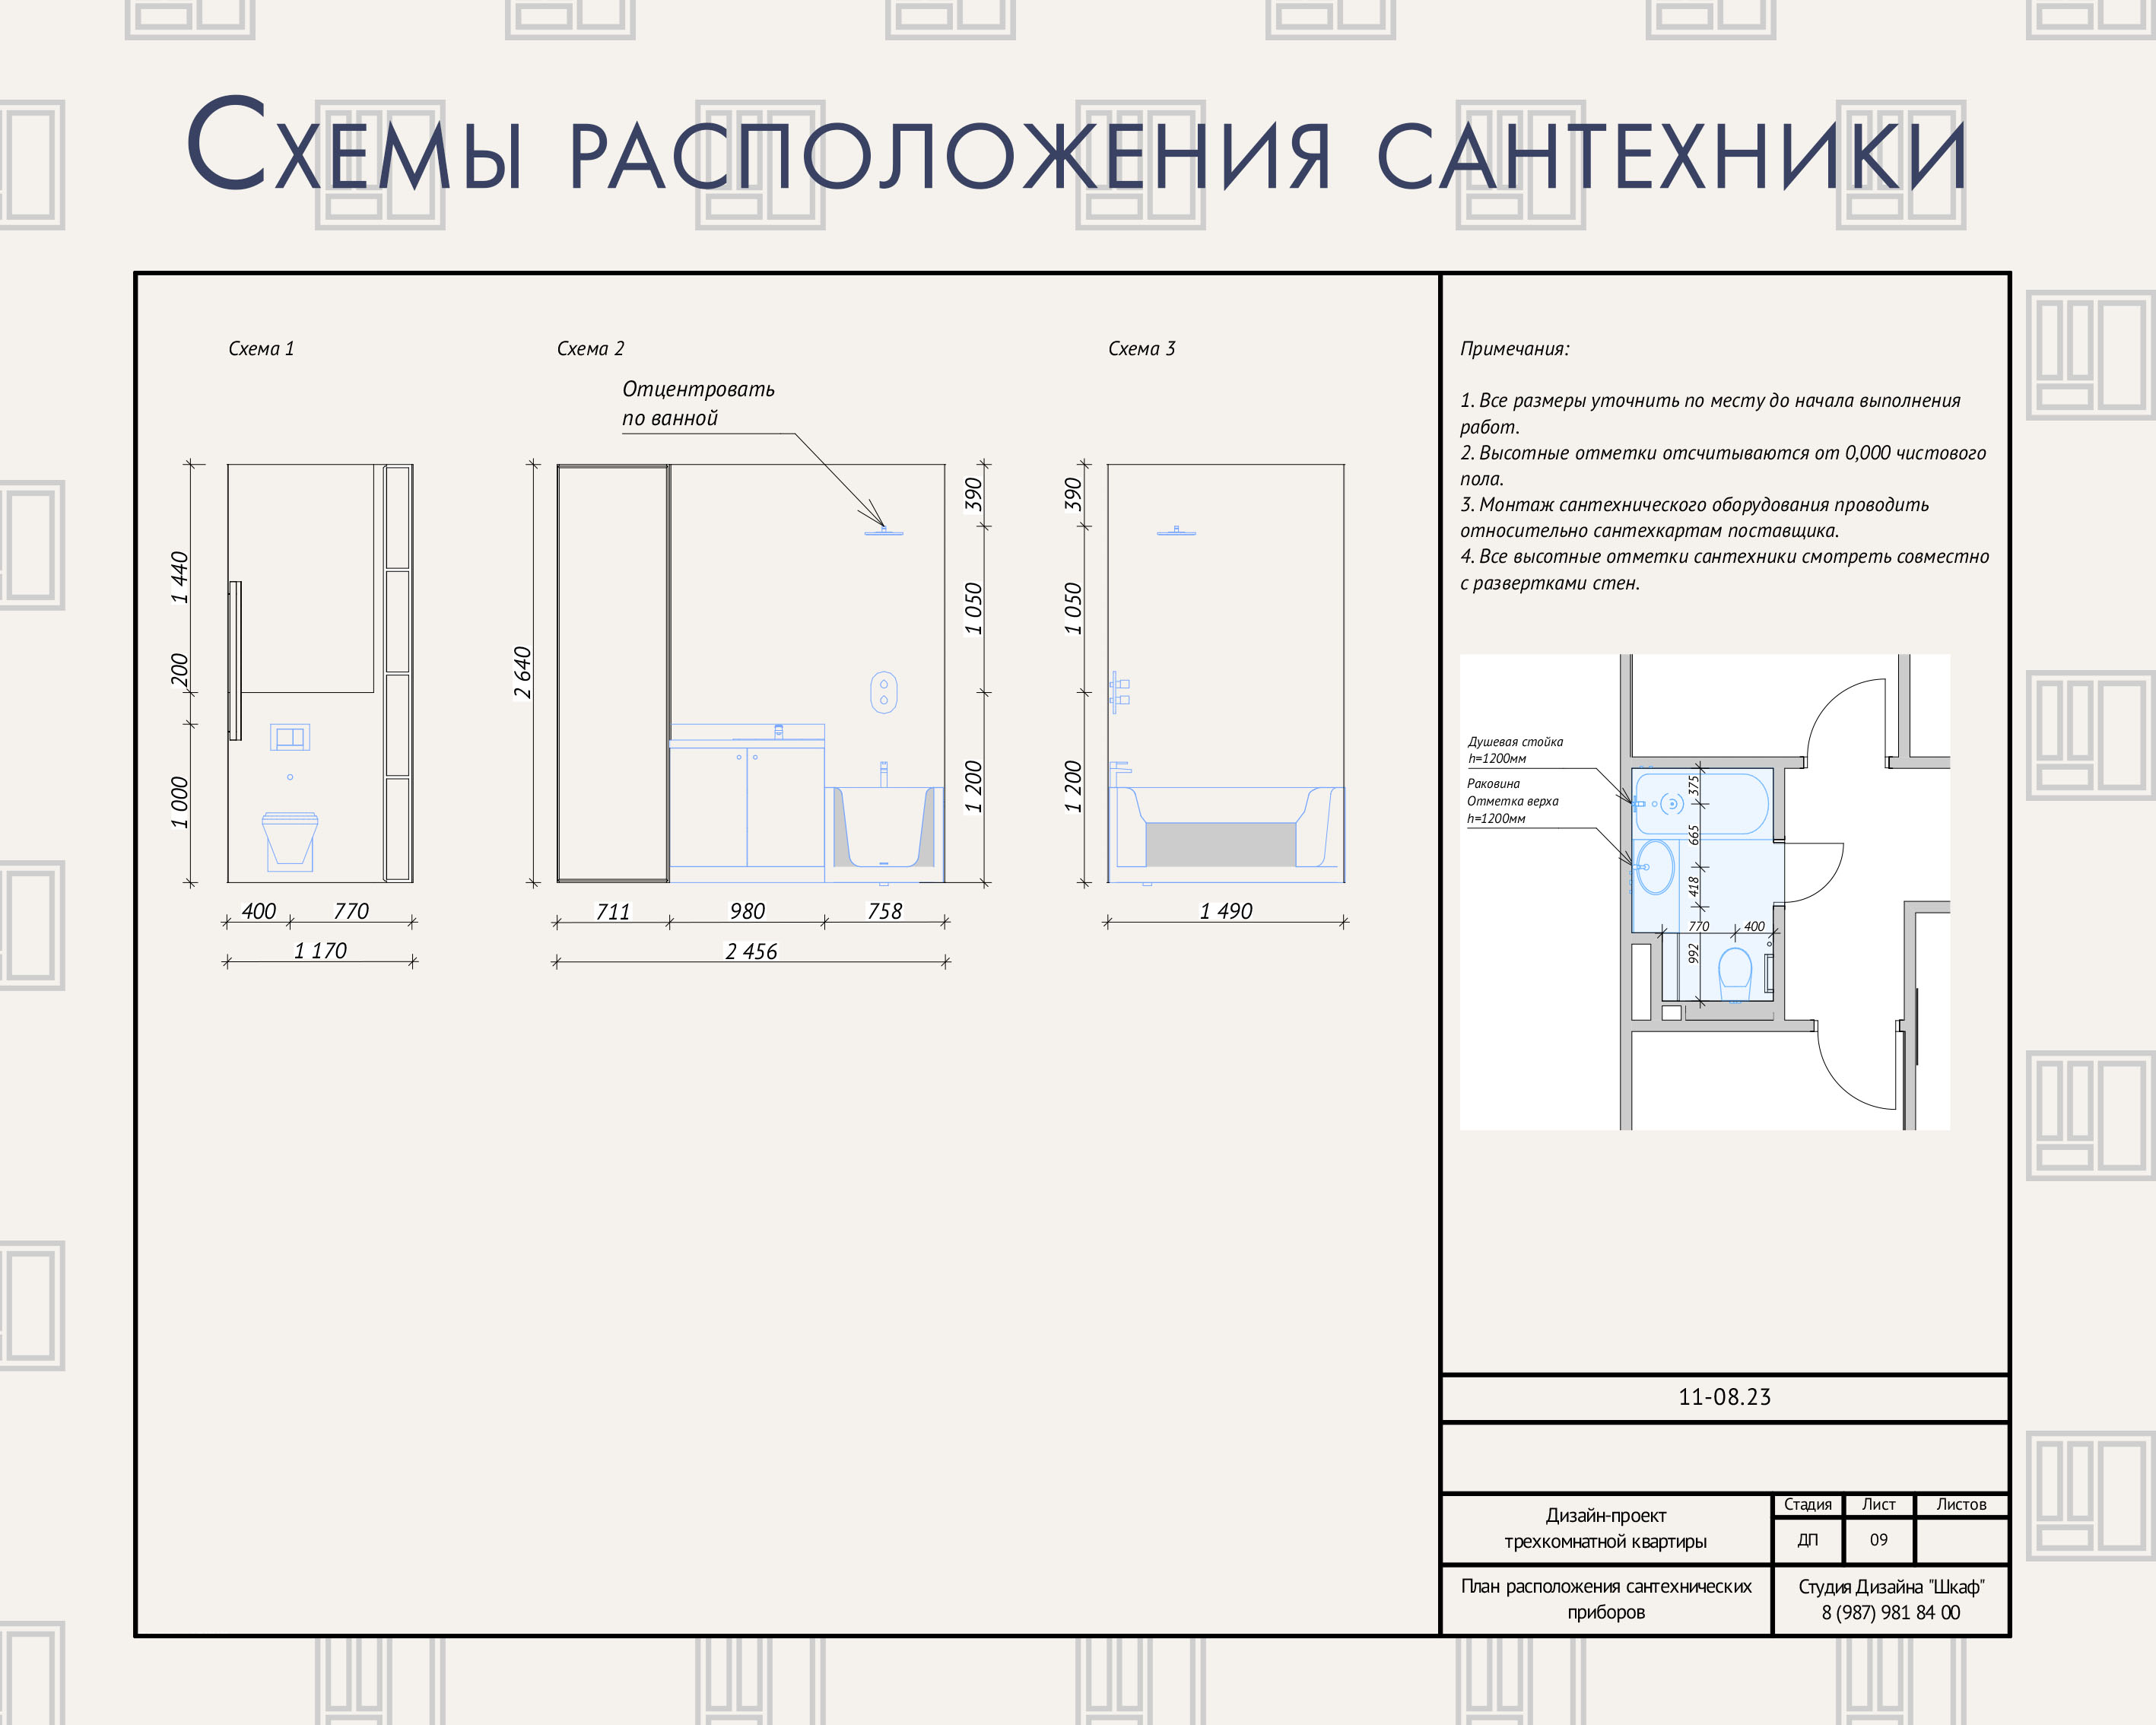 Схемы расположения сантехники
Схема 1
1 440
200
1 000
400
770
1 170
Схема 2
Отцентровать
по ванной
2 640
390
1 050
1 200
711
980
758
2 456
Схема 3
390
1 050
1 200
1 490
Примечания:
1. Все размеры уточнить по месту до начала выполнения
работ.
2. Высотные отметки отсчитываются от 0,000 чистового
пола.
3. Монтаж сантехнического оборудования проводить
относительно сантехкартам поставщика.
4. Все высотные отметки сантехники смотреть совместно
с развертками стен.
Душевая стойка
h=1200мм
Раковина
Отметка верха
h=1200мм
375
665
418
770
400
992
11-08.23
Дизайн-проект
трехкомнатной квартиры
Стадия
Лист
Листов
ДП
09
План расположения сантехнических
приборов
Студия Дизайна "Шкаф"
8 (987) 981 84 00